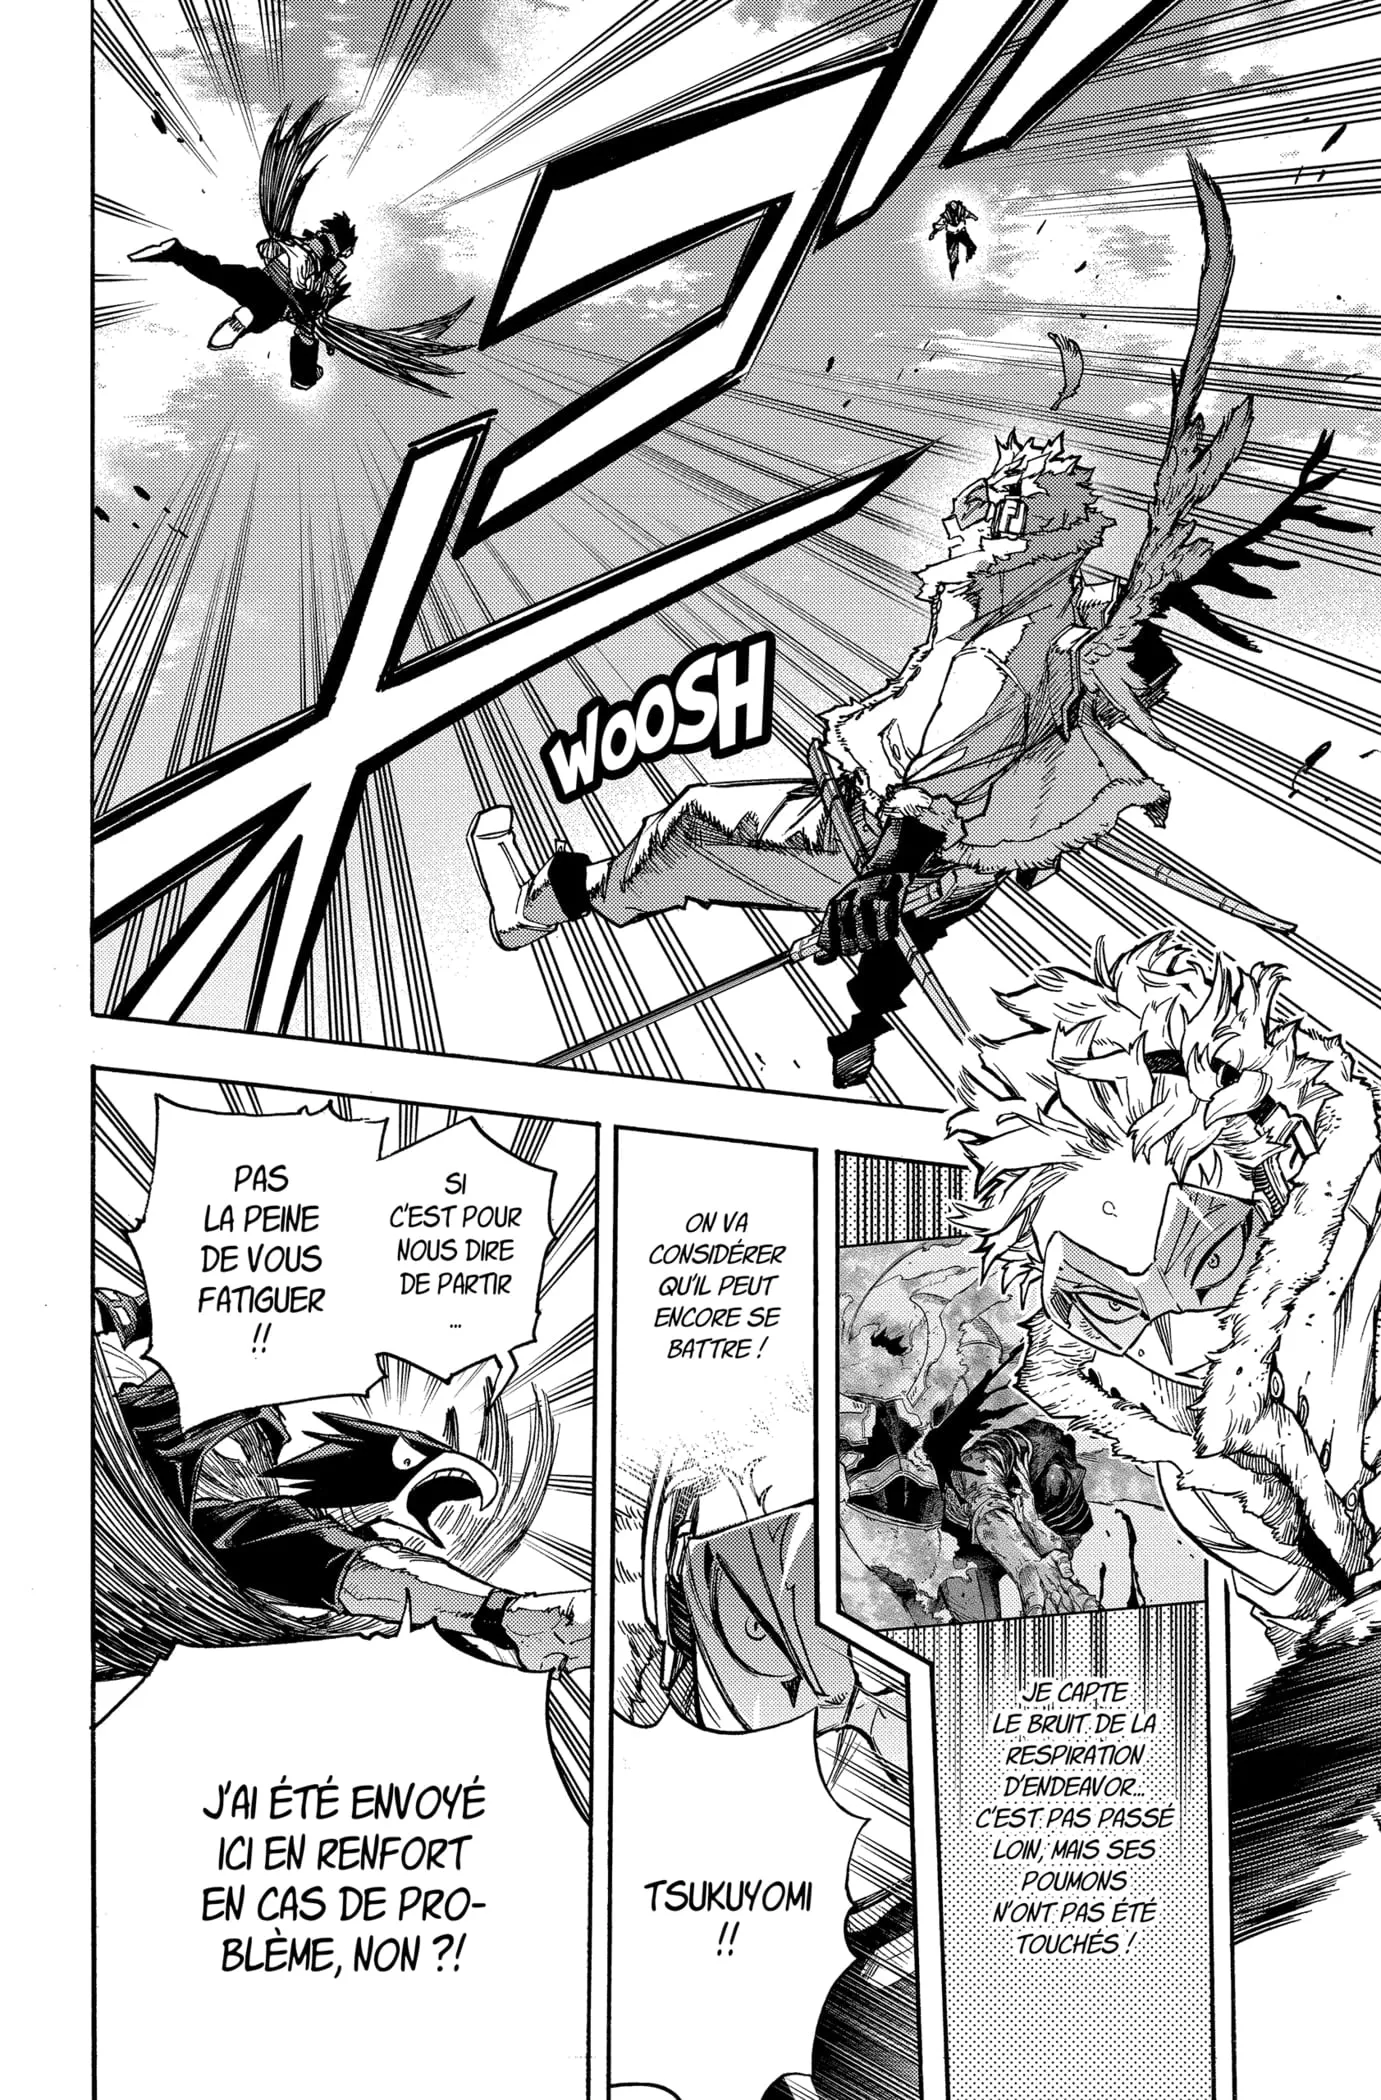 WOOSH
JE CAPTE
LE BRUIT DE LA
RESPIRATION
D'ENDEAVOR...
C'EST PAS PASSÉ
LOIN, MAIS SES
POUMONS
N'ONT PAS ÉTÉ
TOUCHÉS !
ON VA
CONSIDÉRER
QU'IL PEUT
ENCORE SE
BATTRE !
TSUKUYOMI
!!
SI
C'EST POUR
NOUS DIRE
DE PARTIR
...
PAS
LA PEINE
DE VOUS
FATIGUER
!!
J'AI ÉTÉ ENVOYÉ
ICI EN RENFORT
EN CAS DE PRO-
BLÈME, NON ?!